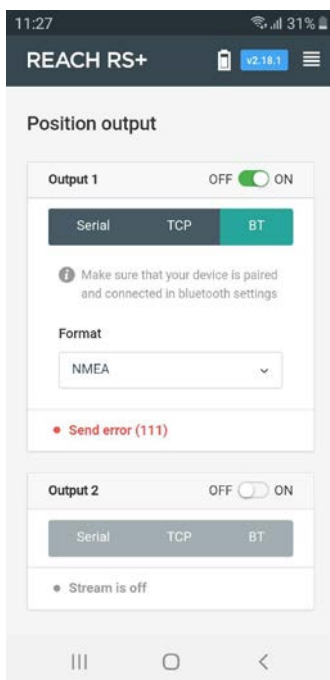 11:27 31%
REACH RS+ v2.18.1
Position output
Output 1 OFF ON
Serial TCP BT
Make sure that your device is paired
and connected in bluetooth settings
Format
NMEA
Send error (111)
Output 2 OFF ON
Serial TCP BT
Stream is off